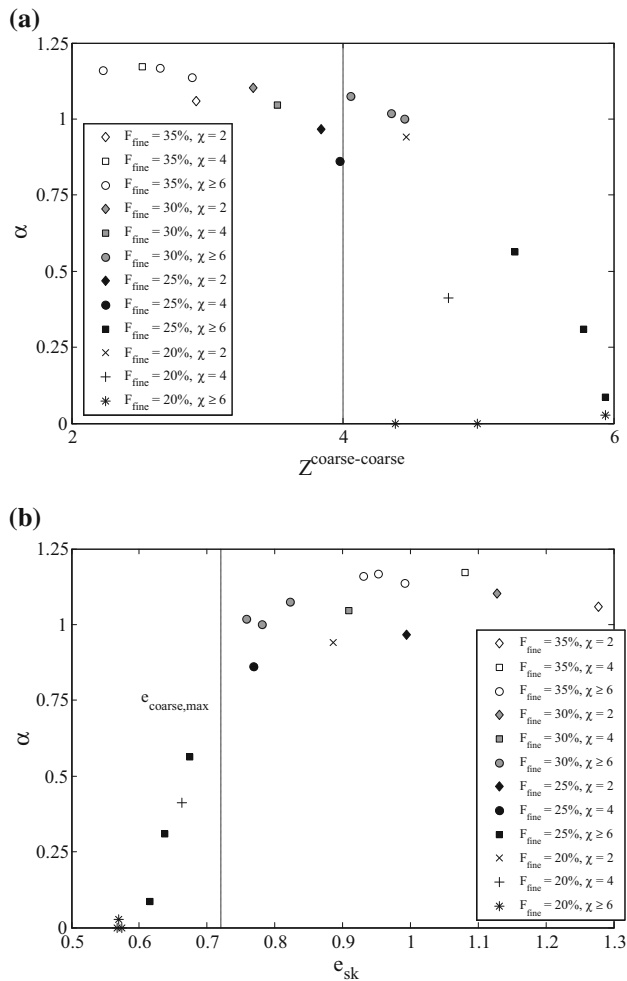 (a)
1.25
1
0.75
0.5
0.25
0
α
F_fine = 35%, χ = 2
F_fine = 35%, χ = 4
F_fine = 35%, χ ≥ 6
F_fine = 30%, χ = 2
F_fine = 30%, χ = 4
F_fine = 30%, χ ≥ 6
F_fine = 25%, χ = 2
F_fine = 25%, χ = 4
F_fine = 25%, χ ≥ 6
F_fine = 20%, χ = 2
F_fine = 20%, χ = 4
F_fine = 20%, χ ≥ 6
2 4 6
Z^coarse-coarse
(b)
1.25
1
0.75
0.5
0.25
0
α
e_coarse,max
F_fine = 35%, χ = 2
F_fine = 35%, χ = 4
F_fine = 35%, χ ≥ 6
F_fine = 30%, χ = 2
F_fine = 30%, χ = 4
F_fine = 30%, χ ≥ 6
F_fine = 25%, χ = 2
F_fine = 25%, χ = 4
F_fine = 25%, χ ≥ 6
F_fine = 20%, χ = 2
F_fine = 20%, χ = 4
F_fine = 20%, χ ≥ 6
0.5 0.6 0.7 0.8 0.9 1 1.1 1.2 1.3
e_sk